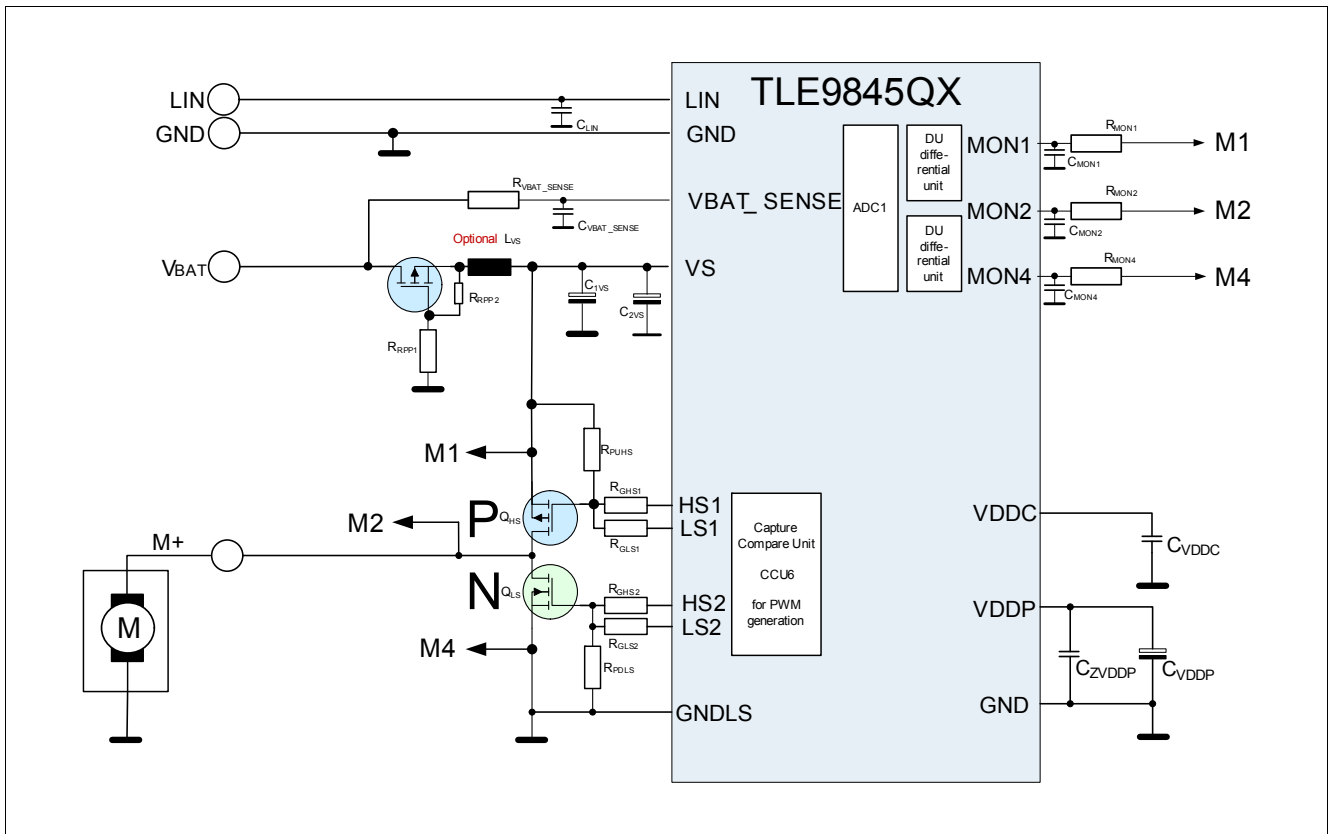 TLE9845QX
LIN
GND
VBAT
LIN
GND
VBAT_ SENSE
VS
CLIN
RVBAT_SENSE
CVBAT_SENSE
Optional LVS
RRPP2
RRPP1
C1VS
C2VS
ADC1
DU
diffe-
rential
unit
DU
diffe-
rential
unit
MON1
MON2
MON4
RMON1
CMON1
M1
RMON2
CMON2
M2
RMON4
CMON4
M4
M1
RPUHS
P
QHS
RGHS1
RGLS1
HS1
LS1
M2
M+
M
N
QLS
RGHS2
RGLS2
HS2
LS2
M4
RPDLS
GNDLS
Capture
Compare Unit
CCU6
for PWM
generation
VDDC
CVDDC
VDDP
CZVDDP
CVDDP
GND